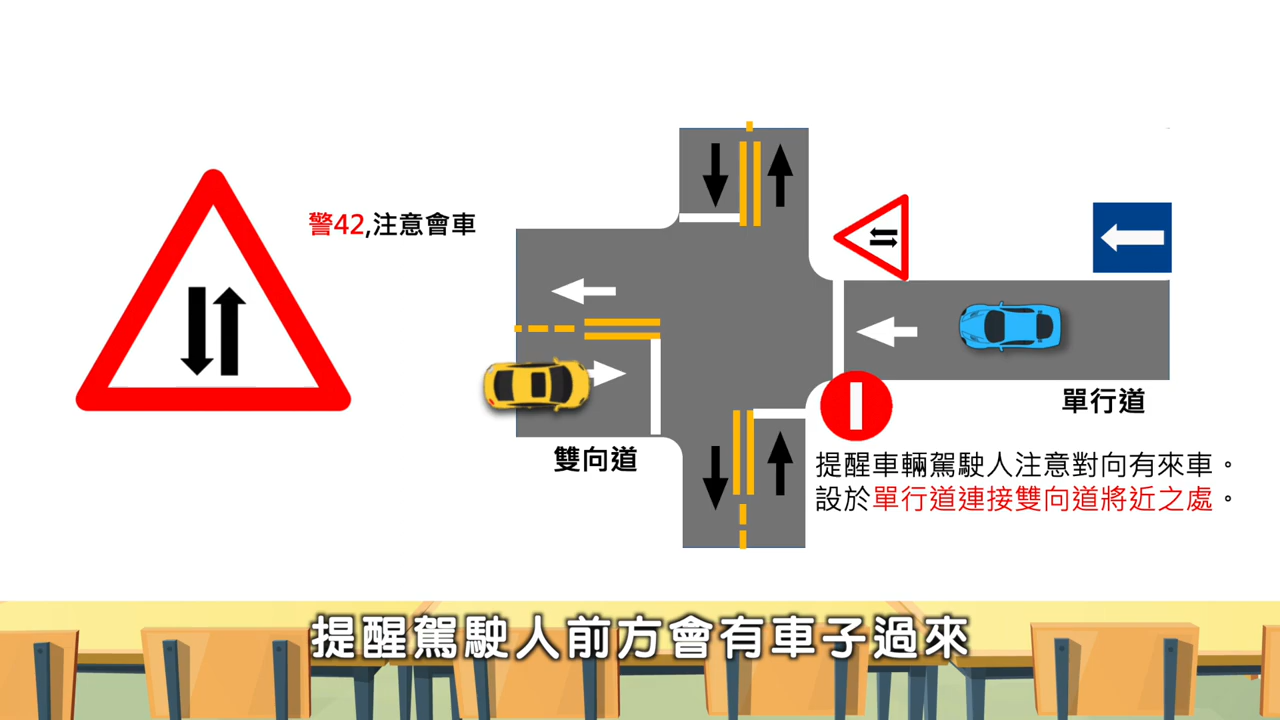 警42,注意會車
雙向道
單行道
提醒車輛駕駛人注意對向有來車。
設於單行道連接雙向道將近之處。
提醒駕駛人前方會有車子過來